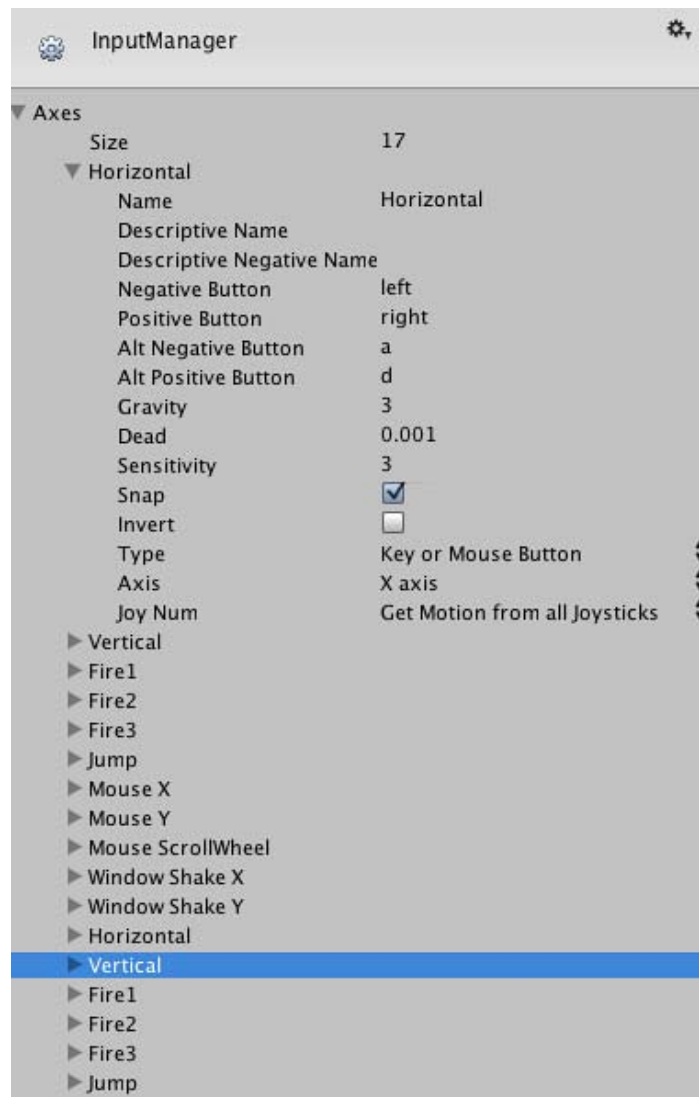 InputManager
Axes
Size 17
Horizontal
Name Horizontal
Descriptive Name
Descriptive Negative Name
Negative Button left
Positive Button right
Alt Negative Button a
Alt Positive Button d
Gravity 3
Dead 0.001
Sensitivity 3
Snap
Invert
Type Key or Mouse Button
Axis X axis
Joy Num Get Motion from all Joysticks
Vertical
Fire1
Fire2
Fire3
Jump
Mouse X
Mouse Y
Mouse ScrollWheel
Window Shake X
Window Shake Y
Horizontal
Vertical
Fire1
Fire2
Fire3
Jump